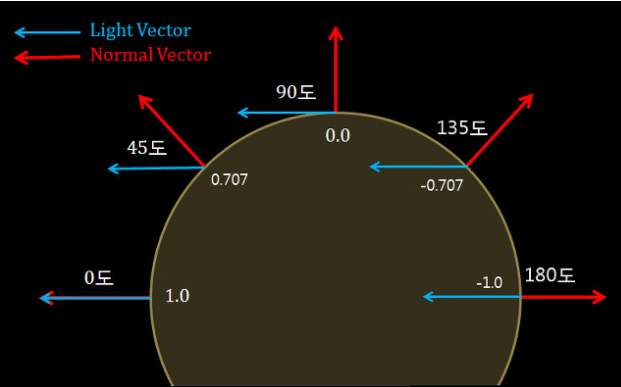 Light Vector
Normal Vector
90도
0.0
135도
45도
0.707
-0.707
0도
1.0
-1.0
180도